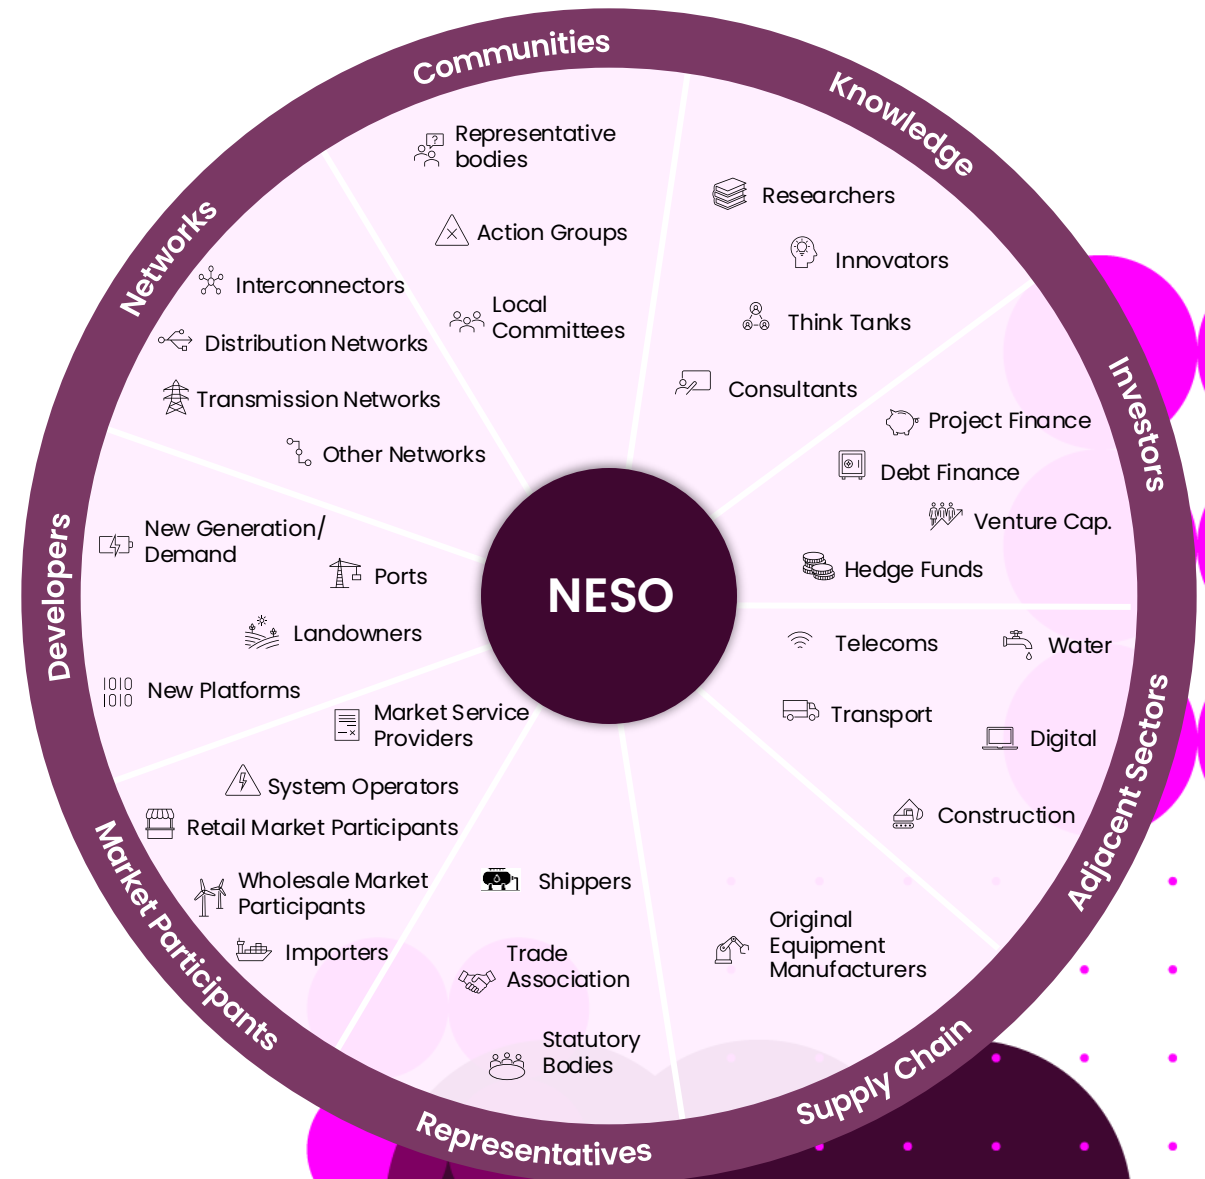 Communities
Representative
bodies
Action Groups
Local
Committees
Knowledge
Researchers
Innovators
Think Tanks
Consultants
Investors
Project Finance
Debt Finance
Venture Cap.
Hedge Funds
Adjacent Sectors
Telecoms
Water
Transport
Digital
Construction
Supply Chain
Original
Equipment
Manufacturers
Representatives
Shippers
Trade
Association
Statutory
Bodies
Market Participants
Market Service
Providers
System Operators
Retail Market Participants
Wholesale Market
Participants
Importers
Developers
New Generation/
Demand
Ports
Landowners
1010
1010
New Platforms
Networks
Interconnectors
Distribution Networks
Transmission Networks
Other Networks
NESO